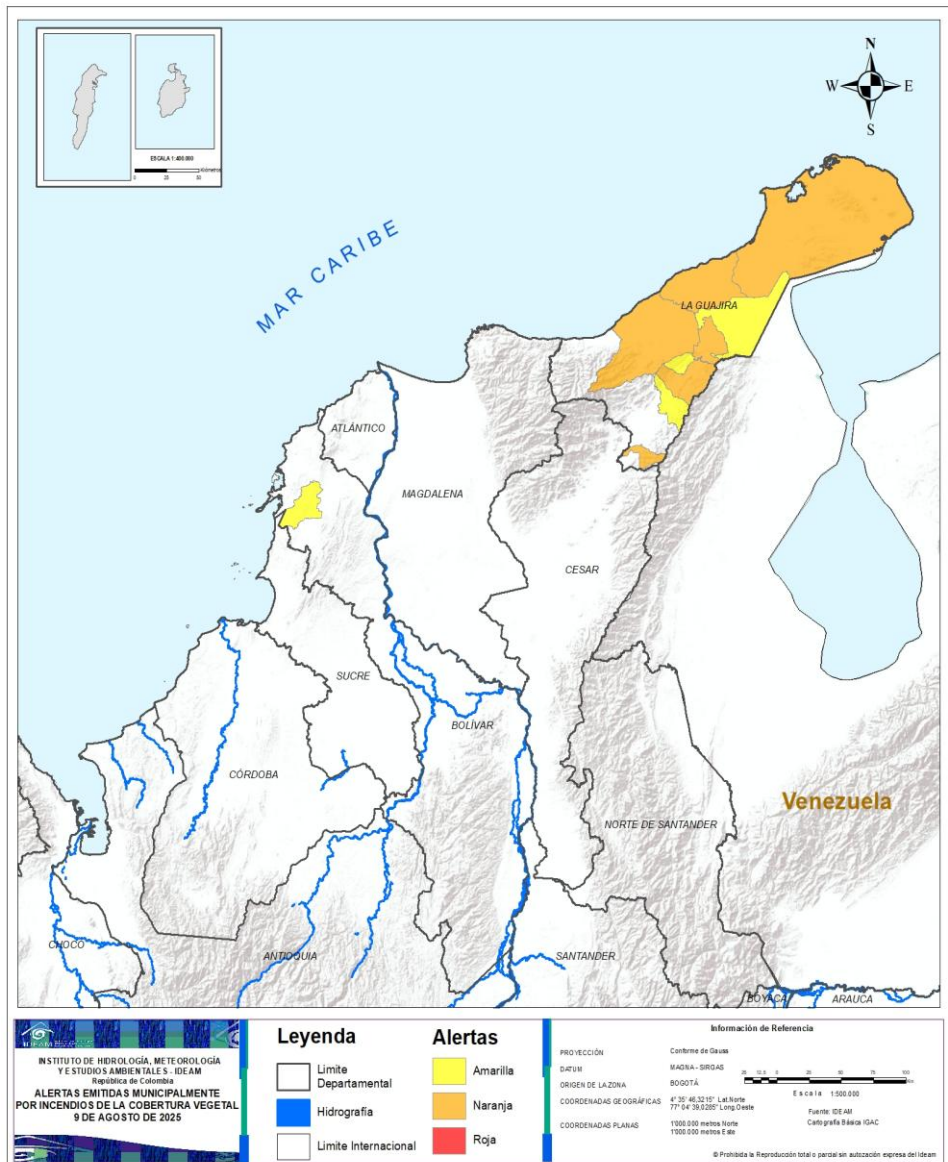 N
W E
S
ESCALA 1:400.000
0 25 50 Kilómetros
MAR CARIBE
LA GUAJIRA
ATLÁNTICO
MAGDALENA
CESAR
SUCRE
BOLÍVAR
CÓRDOBA
Venezuela
NORTE DE SANTANDER
CHOCÓ
ANTIOQUIA
SANTANDER
BOYACÁ
ARAUCA
IDEAM
INSTITUTO DE HIDROLOGÍA, METEOROLOGÍA
Y ESTUDIOS AMBIENTALES - IDEAM
República de Colombia
ALERTAS EMITIDAS MUNICIPALMENTE
POR INCENDIOS DE LA COBERTURA VEGETAL
9 DE AGOSTO DE 2025
Leyenda
Limite
Departamental
Hidrografía
Limite Internacional
Alertas
Amarilla
Naranja
Roja
Información de Referencia
PROYECCIÓN Conforme de Gauss
DATUM MAGNA - SIRGAS
ORIGEN DE LA ZONA BOGOTÁ
COORDENADAS GEOGRÁFICAS 4° 35' 46,3215" Lat.Norte
77° 04' 39,0285" Long.Oeste
COORDENADAS PLANAS 1'000.000 metros Norte
1'000.000 metros Este
Escala 1:500.000
Fuente: IDEAM
Cartografía Básica IGAC
© Prohibida la Reproducción total o parcial sin autozación expresa del Ideam